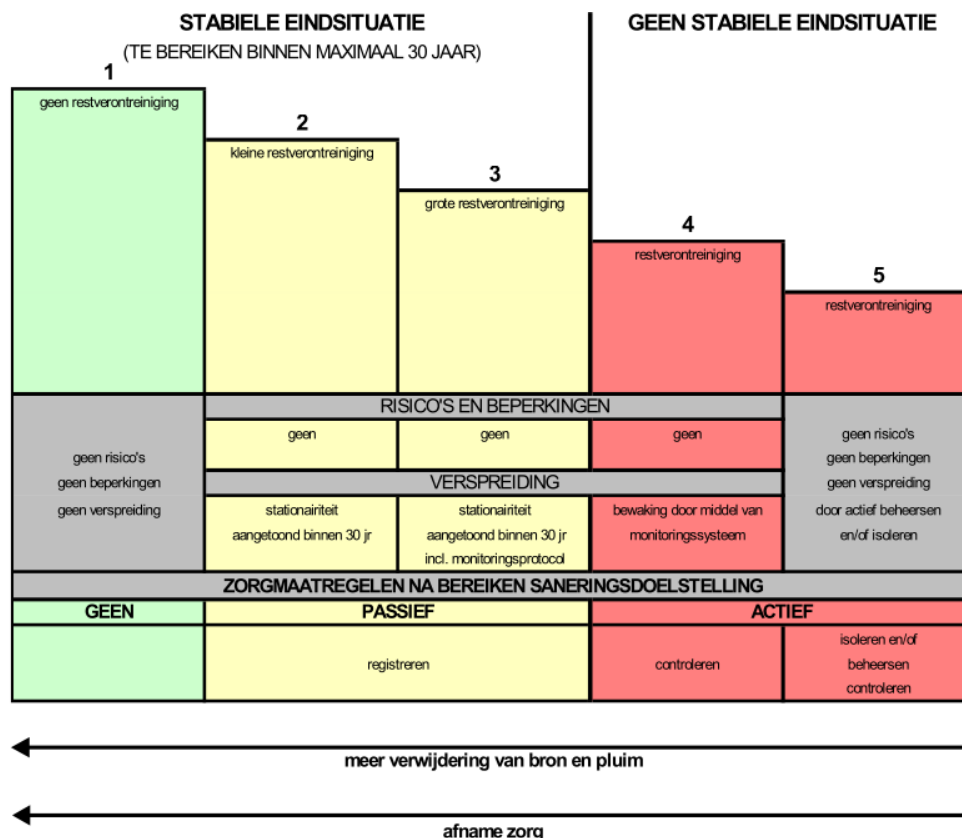 STABIELE EINDSITUATIE
(TE BEREIKEN BINNEN MAXIMAAL 30 JAAR)
GEEN STABIELE EINDSITUATIE
1
geen restverontreiniging
2
kleine restverontreiniging
3
grote restverontreiniging
4
restverontreiniging
5
restverontreiniging
RISICO'S EN BEPERKINGEN
geen risico's
geen beperkingen
geen verspreiding
geen
geen
geen
VERSPREIDING
stationairiteit
aangetoond binnen 30 jr
stationairiteit
aangetoond binnen 30 jr
incl. monitoringsprotocol
bewaking door middel van
monitoringssysteem
geen risico's
geen beperkingen
geen verspreiding
door actief beheersen
en/of isoleren
ZORGMAATREGELEN NA BEREIKEN SANERINGSDOELSTELLING
GEEN
PASSIEF
ACTIEF
registreren
controleren
isoleren en/of
beheersen
controleren
meer verwijdering van bron en pluim
afname zorg